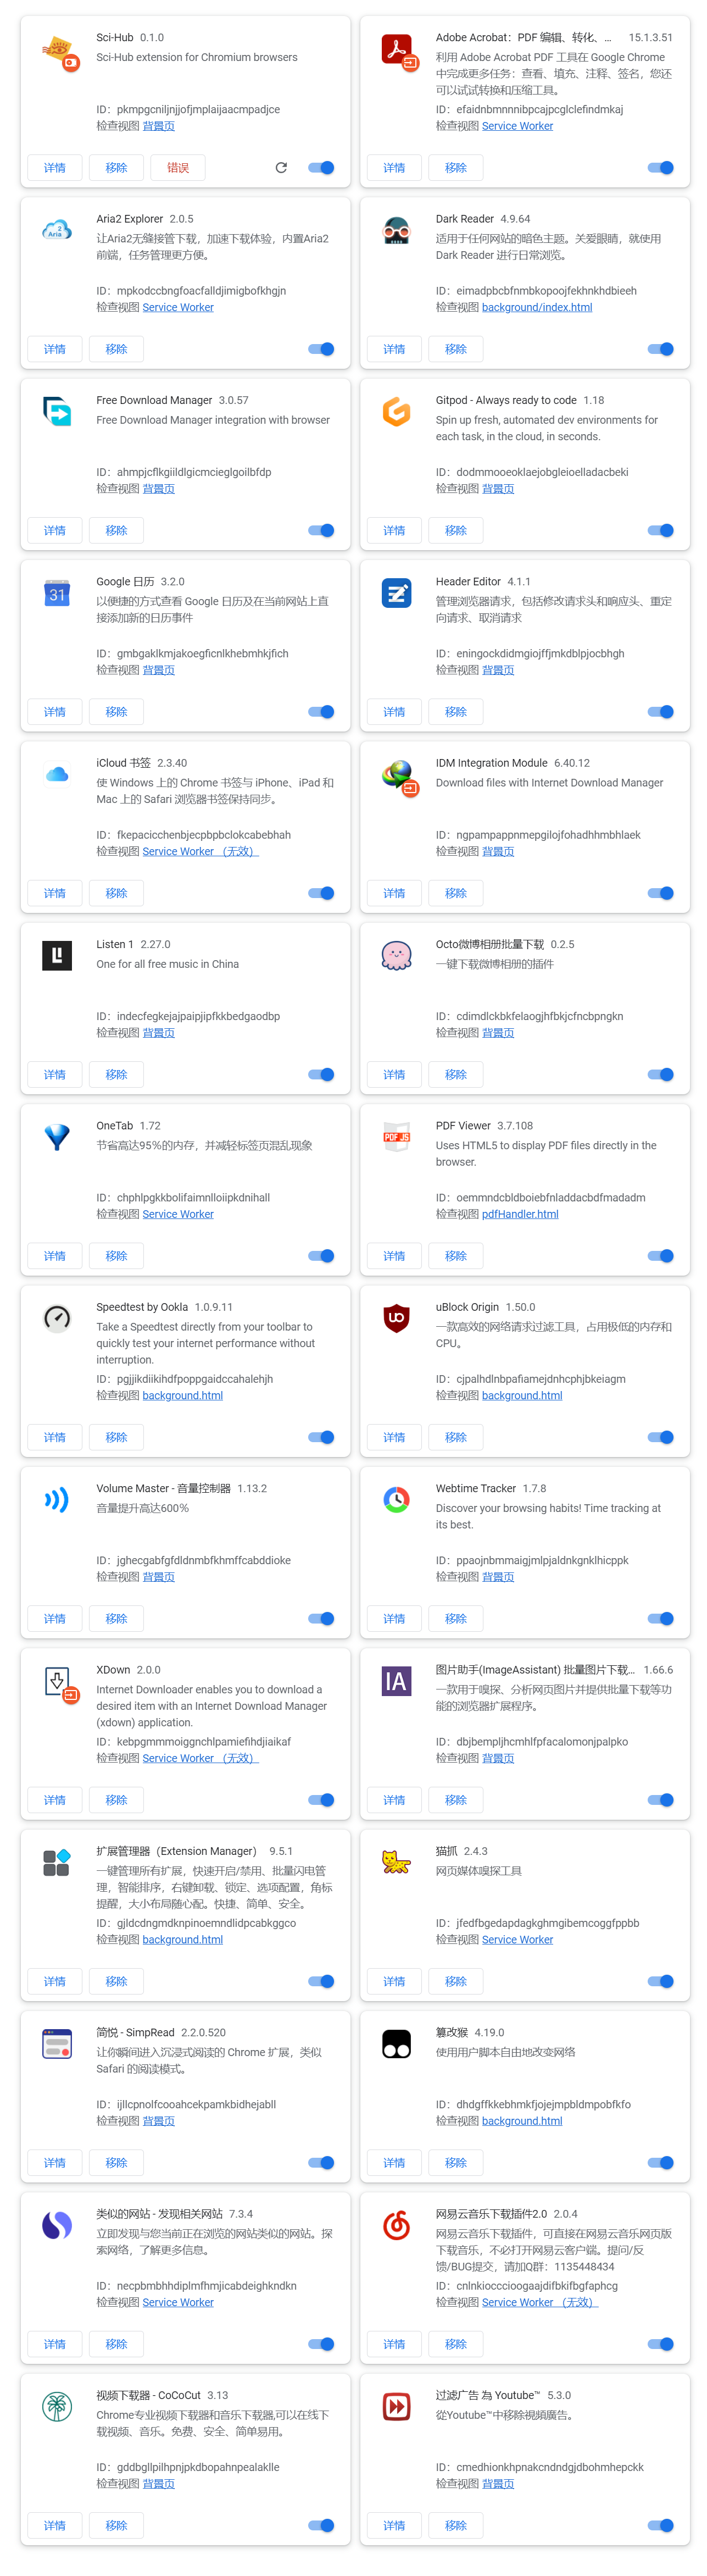 Sci-Hub 0.1.0
Sci-Hub extension for Chromium browsers
ID：pkmpgcniljnjjofjmplaijaacmpadjce
检查视图 背景页
详情 移除 错误
Adobe Acrobat：PDF 编辑、转化、... 15.1.3.51
利用 Adobe Acrobat PDF 工具在 Google Chrome
中完成更多任务：查看、填充、注释、签名，您还
可以试试转换和压缩工具。
ID：efaidnbmnnnibpcajpcglclefindmkaj
检查视图 Service Worker
详情 移除
Aria2 Explorer 2.0.5
让Aria2无缝接管下载，加速下载体验，内置Aria2
前端，任务管理更方便。
ID：mpkodccbngfoacfalldjimigbofkhgjn
检查视图 Service Worker
详情 移除
Dark Reader 4.9.64
适用于任何网站的暗色主题。关爱眼睛，就使用
Dark Reader 进行日常浏览。
ID：eimadpbcbfnmbkopoojfekhnkhdbieeh
检查视图 background/index.html
详情 移除
Free Download Manager 3.0.57
Free Download Manager integration with browser
ID：ahmpjcflkgiildlgicmcieglgoilbfdp
检查视图 背景页
详情 移除
Gitpod - Always ready to code 1.18
Spin up fresh, automated dev environments for
each task, in the cloud, in seconds.
ID：dodmmooeoklaejobgleioelladacbeki
检查视图 背景页
详情 移除
31
Google 日历 3.2.0
以便捷的方式查看 Google 日历及在当前网站上直
接添加新的日历事件
ID：gmbgaklkmjakoegficnlkhebmhkjfich
检查视图 背景页
详情 移除
Header Editor 4.1.1
管理浏览器请求，包括修改请求头和响应头、重定
向请求、取消请求
ID：eningockdidmgiojffjmkdblpjocbhgh
检查视图 背景页
详情 移除
iCloud 书签 2.3.40
使 Windows 上的 Chrome 书签与 iPhone、iPad 和
Mac 上的 Safari 浏览器书签保持同步。
ID：fkepacicchenbjecpbpbclokcabebhah
检查视图 Service Worker （无效）
详情 移除
IDM Integration Module 6.40.12
Download files with Internet Download Manager
ID：ngpampappnmepgilojfohadhhmbhlaek
检查视图 背景页
详情 移除
Listen 1 2.27.0
One for all free music in China
ID：indecfegkejajpaipjipfkkbedgaodbp
检查视图 背景页
详情 移除
Octo微博相册批量下载 0.2.5
一键下载微博相册的插件
ID：cdimdlckbkfelaogjhfbkjcfncbpngkn
检查视图 背景页
详情 移除
OneTab 1.72
节省高达95％的内存，并减轻标签页混乱现象
ID：chphlpgkkbolifaimnlloiipkdnihall
检查视图 Service Worker
详情 移除
PDF JS
PDF Viewer 3.7.108
Uses HTML5 to display PDF files directly in the
browser.
ID：oemmndcbldboiebfnladdacbdfmadadm
检查视图 pdfHandler.html
详情 移除
Speedtest by Ookla 1.0.9.11
Take a Speedtest directly from your toolbar to
quickly test your internet performance without
interruption.
ID：pgjjikdiikihdfpoppgaidccahalehjh
检查视图 background.html
详情 移除
uBlock Origin 1.50.0
一款高效的网络请求过滤工具，占用极低的内存和
CPU。
ID：cjpalhdlnbpafiamejdnhcphjbkeiagm
检查视图 background.html
详情 移除
Volume Master - 音量控制器 1.13.2
音量提升高达600％
ID：jghecgabfgfdldnmbfkhmffcabddioke
检查视图 背景页
详情 移除
Webtime Tracker 1.7.8
Discover your browsing habits! Time tracking at
its best.
ID：ppaojnbmmaigjmlpjaldnkgnklhicppk
检查视图 背景页
详情 移除
XDown 2.0.0
Internet Downloader enables you to download a
desired item with an Internet Download Manager
(xdown) application.
ID：kebpgmmmoiggnchlpamiefihdjiaikaf
检查视图 Service Worker （无效）
详情 移除
IA
图片助手(ImageAssistant) 批量图片下载... 1.66.6
一款用于嗅探、分析网页图片并提供批量下载等功
能的浏览器扩展程序。
ID：dbjbempljhcmhlfpfacalomonjpalpko
检查视图 背景页
详情 移除
扩展管理器（Extension Manager） 9.5.1
一键管理所有扩展，快速开启/禁用、批量闪电管
理，智能排序，右键卸载、锁定、选项配置，角标
提醒，大小布局随心配。快捷、简单、安全。
ID：gjldcdngmdknpinoemndlidpcabkggco
检查视图 background.html
详情 移除
猫抓 2.4.3
网页媒体嗅探工具
ID：jfedfbgedapdagkghmgibemcoggfppbb
检查视图 Service Worker
详情 移除
简悦 - SimpRead 2.2.0.520
让你瞬间进入沉浸式阅读的 Chrome 扩展，类似
Safari 的阅读模式。
ID：ijllcpnolfcooahcekpamkbidhejabll
检查视图 背景页
详情 移除
篡改猴 4.19.0
使用用户脚本自由地改变网络
ID：dhdgffkkebhmkfjojejmpbldmpobfkfo
检查视图 background.html
详情 移除
类似的网站 - 发现相关网站 7.3.4
立即发现与您当前正在浏览的网站类似的网站。探
索网络，了解更多信息。
ID：necpbmbhhdiplmfhmjicabdeighkndkn
检查视图 Service Worker
详情 移除
网易云音乐下载插件2.0 2.0.4
网易云音乐下载插件，可直接在网易云音乐网页版
下载音乐，不必打开网易云客户端。提问/反
馈/BUG提交，请加Q群：1135448434
ID：cnlnkiocccioogaajdifbkifbgfaphcg
检查视图 Service Worker （无效）
详情 移除
视频下载器 - CoCoCut 3.13
Chrome专业视频下载器和音乐下载器,可以在线下
载视频、音乐。免费、安全、简单易用。
ID：gddbgllpilhpnjpkdbopahnpealaklle
检查视图 背景页
详情 移除
过滤广告 為 Youtube™ 5.3.0
從Youtube™中移除視頻廣告。
ID：cmedhionkhpnakcndndgjdbohmhepckk
检查视图 背景页
详情 移除